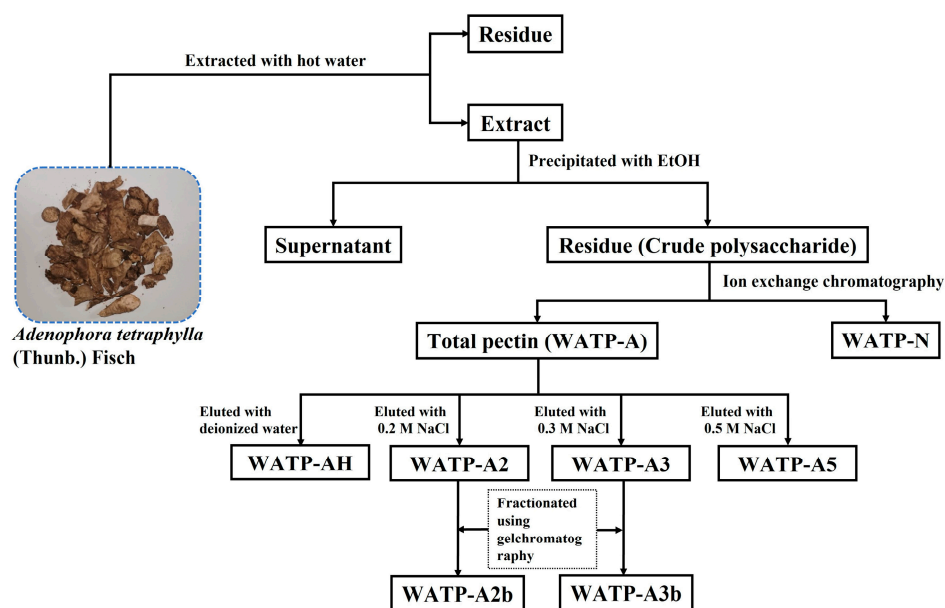 Residue
Extracted with hot water
Extract
Precipitated with EtOH
Supernatant
Residue (Crude polysaccharide)
Ion exchange chromatography
Adenophora tetraphylla
(Thunb.) Fisch
Total pectin (WATP-A)
WATP-N
Eluted with
deionized water
Eluted with
0.2 M NaCl
Eluted with
0.3 M NaCl
Eluted with
0.5 M NaCl
WATP-AH
WATP-A2
WATP-A3
WATP-A5
Fractionated
using
gelchromatog
raphy
WATP-A2b
WATP-A3b